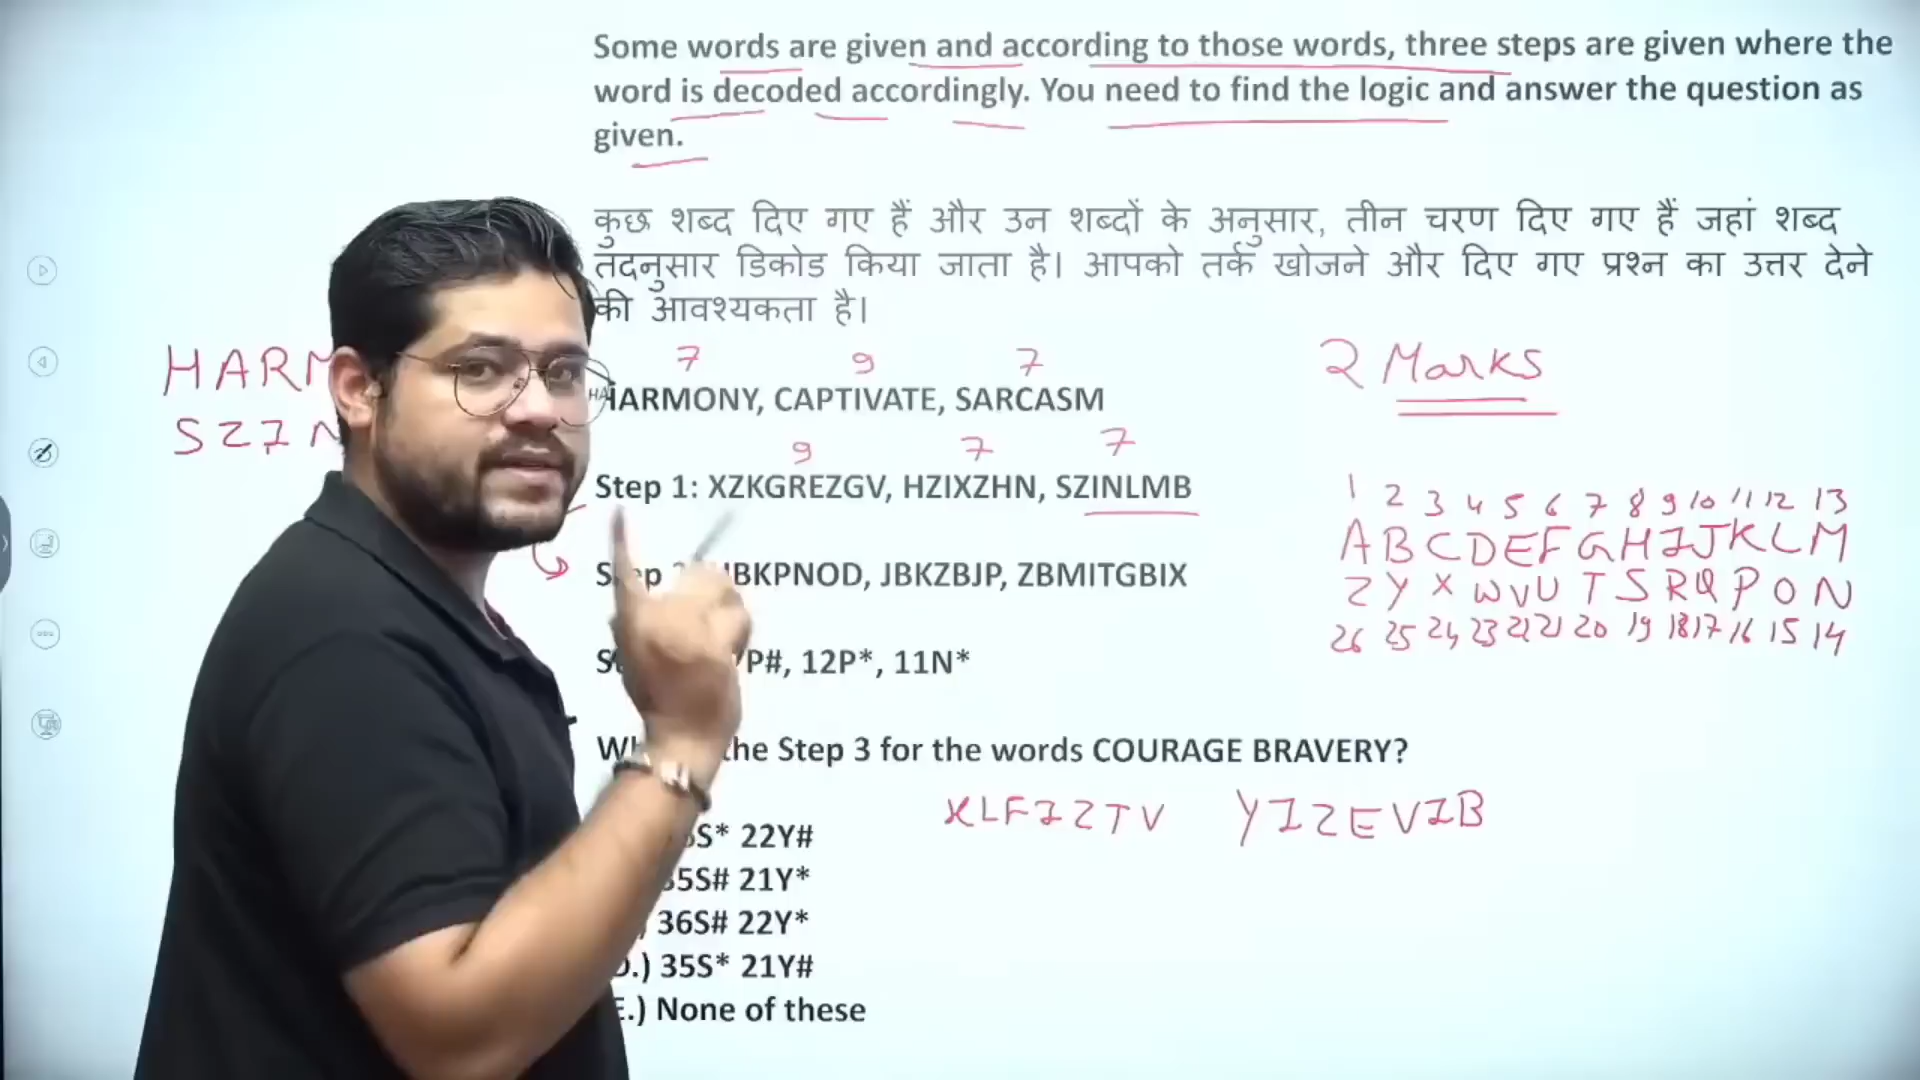 Some words are given and according to those words, three steps are given where the
word is decoded accordingly. You need to find the logic and answer the question as
given.
कुछ शब्द दिए गए हैं और उन शब्दों के अनुसार, तीन चरण दिए गए हैं जहां शब्द
तदनुसार डिकोड किया जाता है। आपको तर्क खोजने और दिए गए प्रश्न का उत्तर देने
की आवश्यकता है।
7 9 7
2 Marks
HARM
HARMONY, CAPTIVATE, SARCASM
SZIN
9 7 7
Step 1: XZKGREZGV, HZIXZHN, SZINLMB
1 2 3 4 5 6 7 8 9 10 11 12 13
A B C D E F G H I J K L M
JBKZBJP, ZBMITGBIX
Z Y X W V U T S R Q P O N
26 25 24 23 22 21 20 19 18 17 16 15 14
12P*, 11N*
the Step 3 for the words COURAGE BRAVERY?
XLFIZTV YIZEVIB
22Y#
35S# 21Y*
36S# 22Y*
D.) 35S* 21Y#
E.) None of these